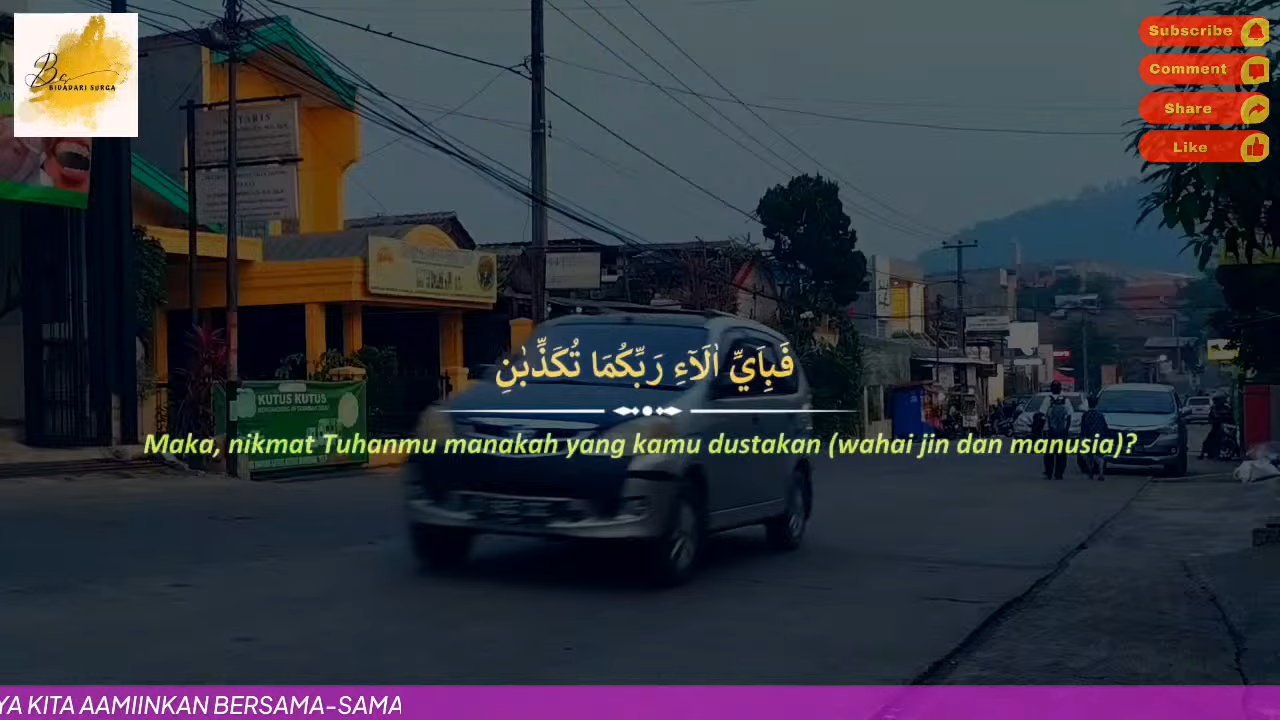 Bs
BIDADARI SURGA
Subscribe
Comment
Share
Like
NOTARIS
KUTUS KUTUS
فَبِاَيِّ اٰلَاۤءِ رَبِّكُمَا تُكَذِّبٰنِ
Maka, nikmat Tuhanmu manakah yang kamu dustakan (wahai jin dan manusia)?
YA KITA AAMIINKAN BERSAMA-SAMA